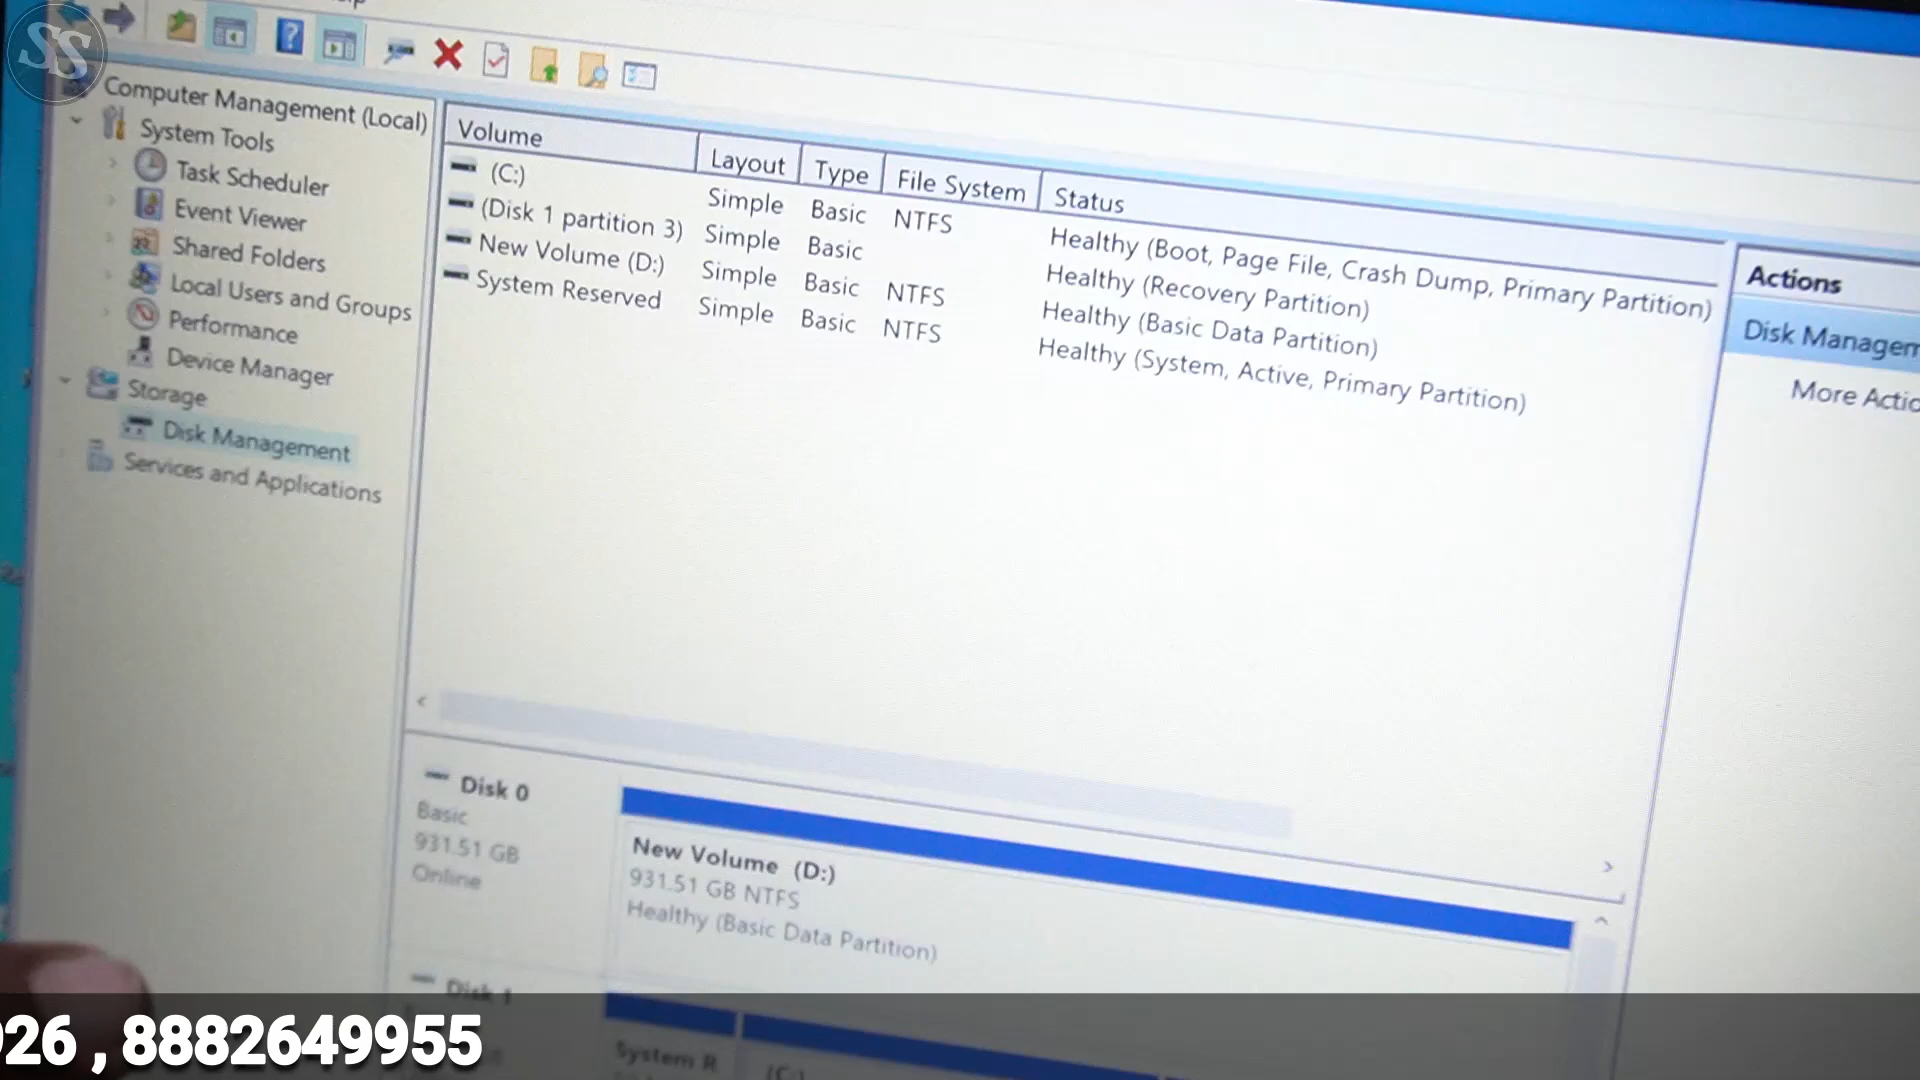 SS
Computer Management (Local)
System Tools
Task Scheduler
Event Viewer
Shared Folders
Local Users and Groups
Performance
Device Manager
Storage
Disk Management
Services and Applications
Volume Layout Type File System Status
(C:) Simple Basic NTFS Healthy (Boot, Page File, Crash Dump, Primary Partition)
(Disk 1 partition 3) Simple Basic Healthy (Recovery Partition)
New Volume (D:) Simple Basic NTFS Healthy (Basic Data Partition)
System Reserved Simple Basic NTFS Healthy (System, Active, Primary Partition)
Actions
Disk Managem
More Actio
Disk 0
Basic
931.51 GB
Online
New Volume (D:)
931.51 GB NTFS
Healthy (Basic Data Partition)
Disk 1
System R
(C:)
926 , 8882649955